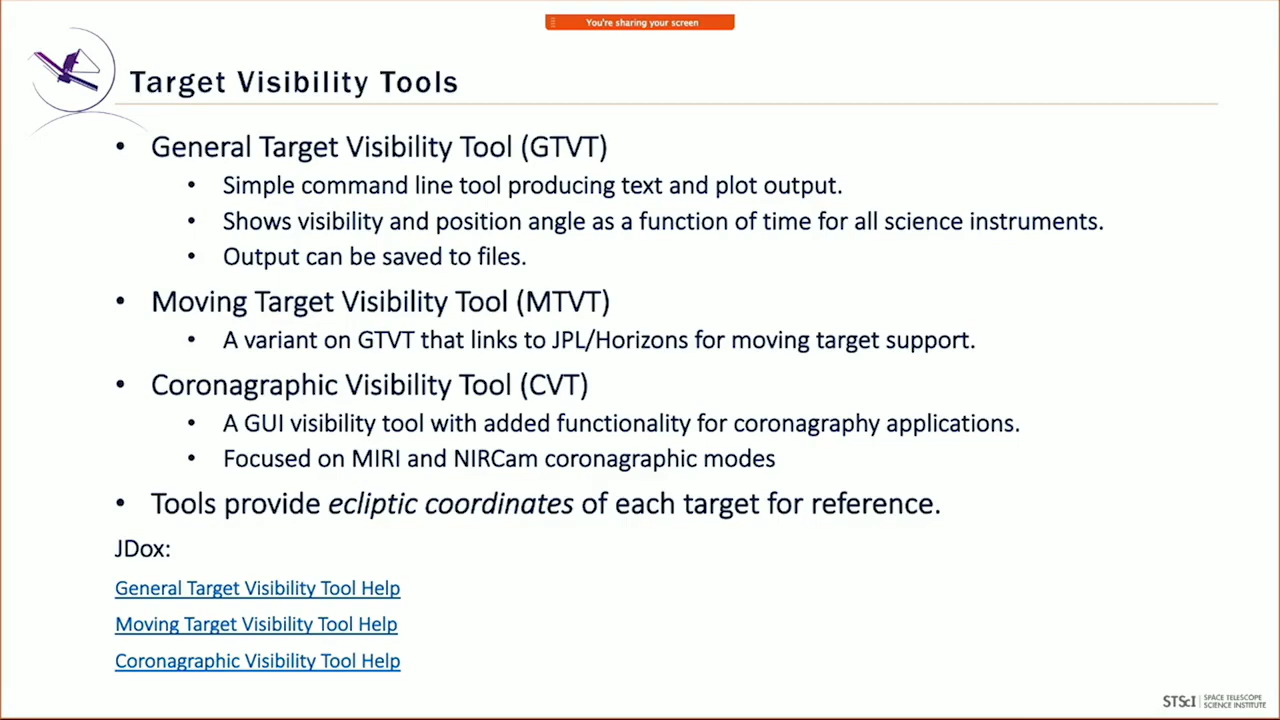 You're sharing your screen
Target Visibility Tools
• General Target Visibility Tool (GTVT)
• Simple command line tool producing text and plot output.
• Shows visibility and position angle as a function of time for all science instruments.
• Output can be saved to files.
• Moving Target Visibility Tool (MTVT)
• A variant on GTVT that links to JPL/Horizons for moving target support.
• Coronagraphic Visibility Tool (CVT)
• A GUI visibility tool with added functionality for coronagraphy applications.
• Focused on MIRI and NIRCam coronagraphic modes
• Tools provide ecliptic coordinates of each target for reference.
JDox:
General Target Visibility Tool Help
Moving Target Visibility Tool Help
Coronagraphic Visibility Tool Help
STScI | SPACE TELESCOPE
SCIENCE INSTITUTE